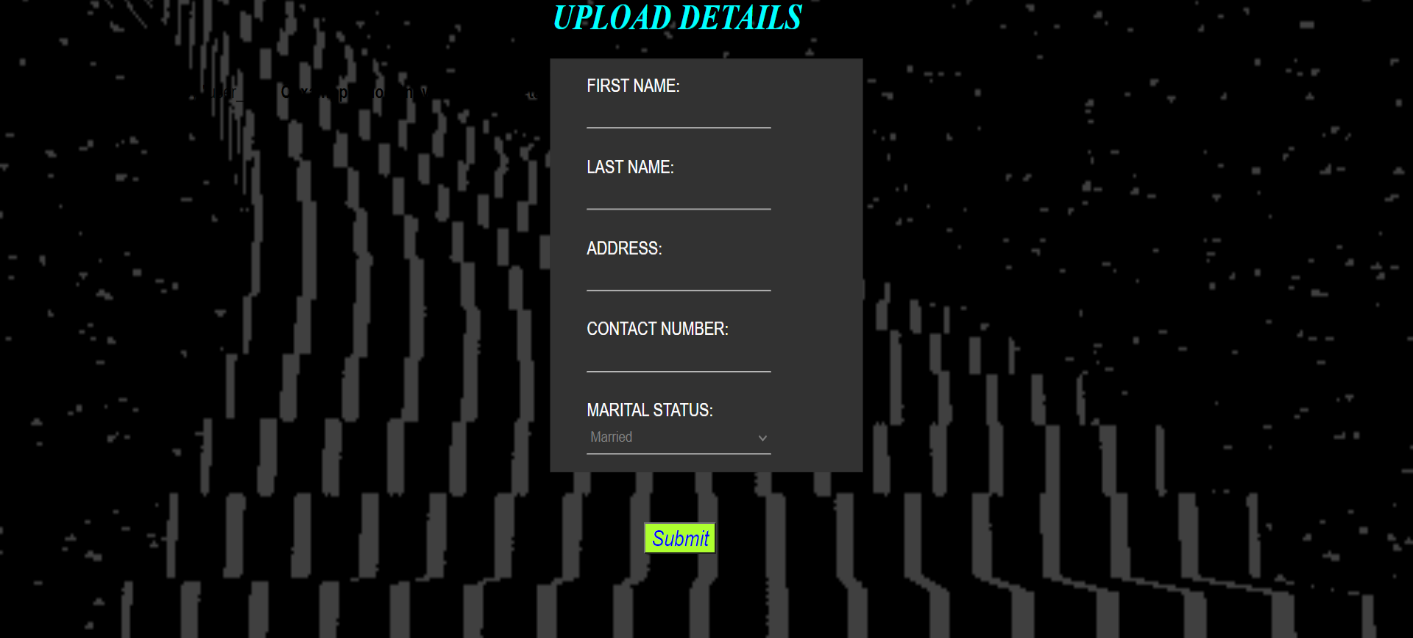 UPLOAD DETAILS
FIRST NAME:
LAST NAME:
ADDRESS:
CONTACT NUMBER:
MARITAL STATUS:
Married
Submit